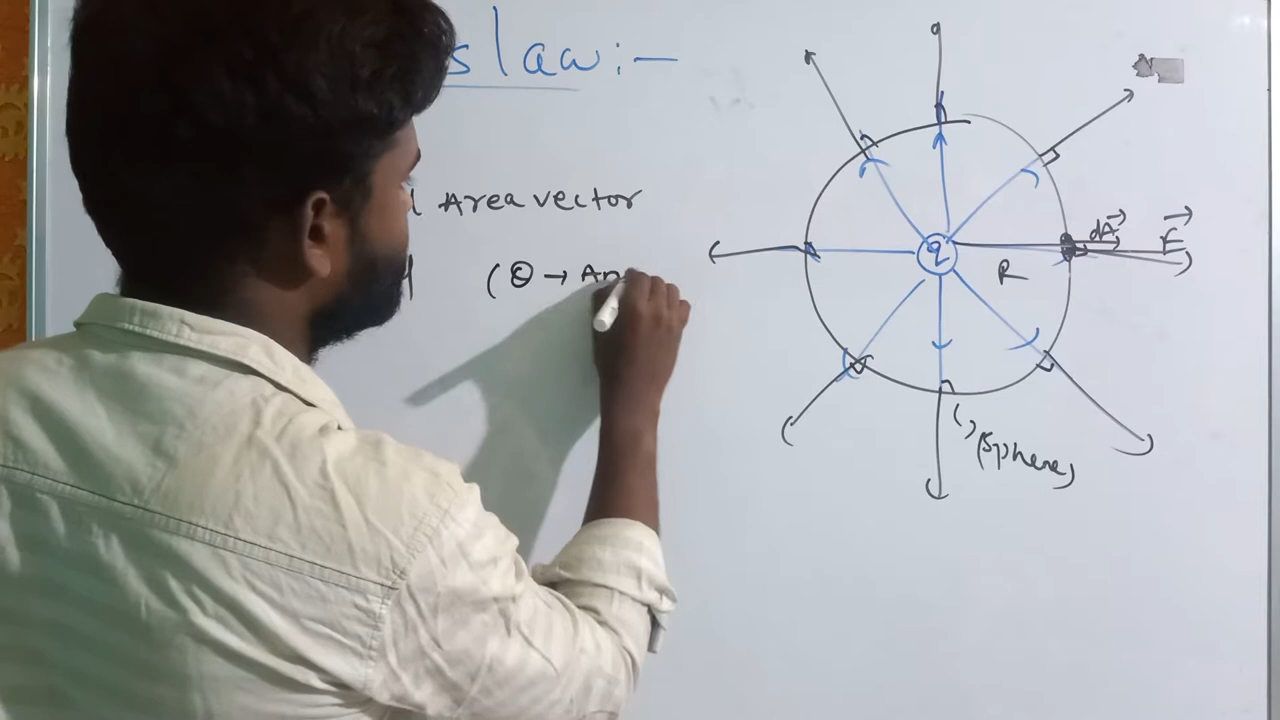 s law :-
Area vector
(θ → An
q
R
dA→
E→
(Sphere)